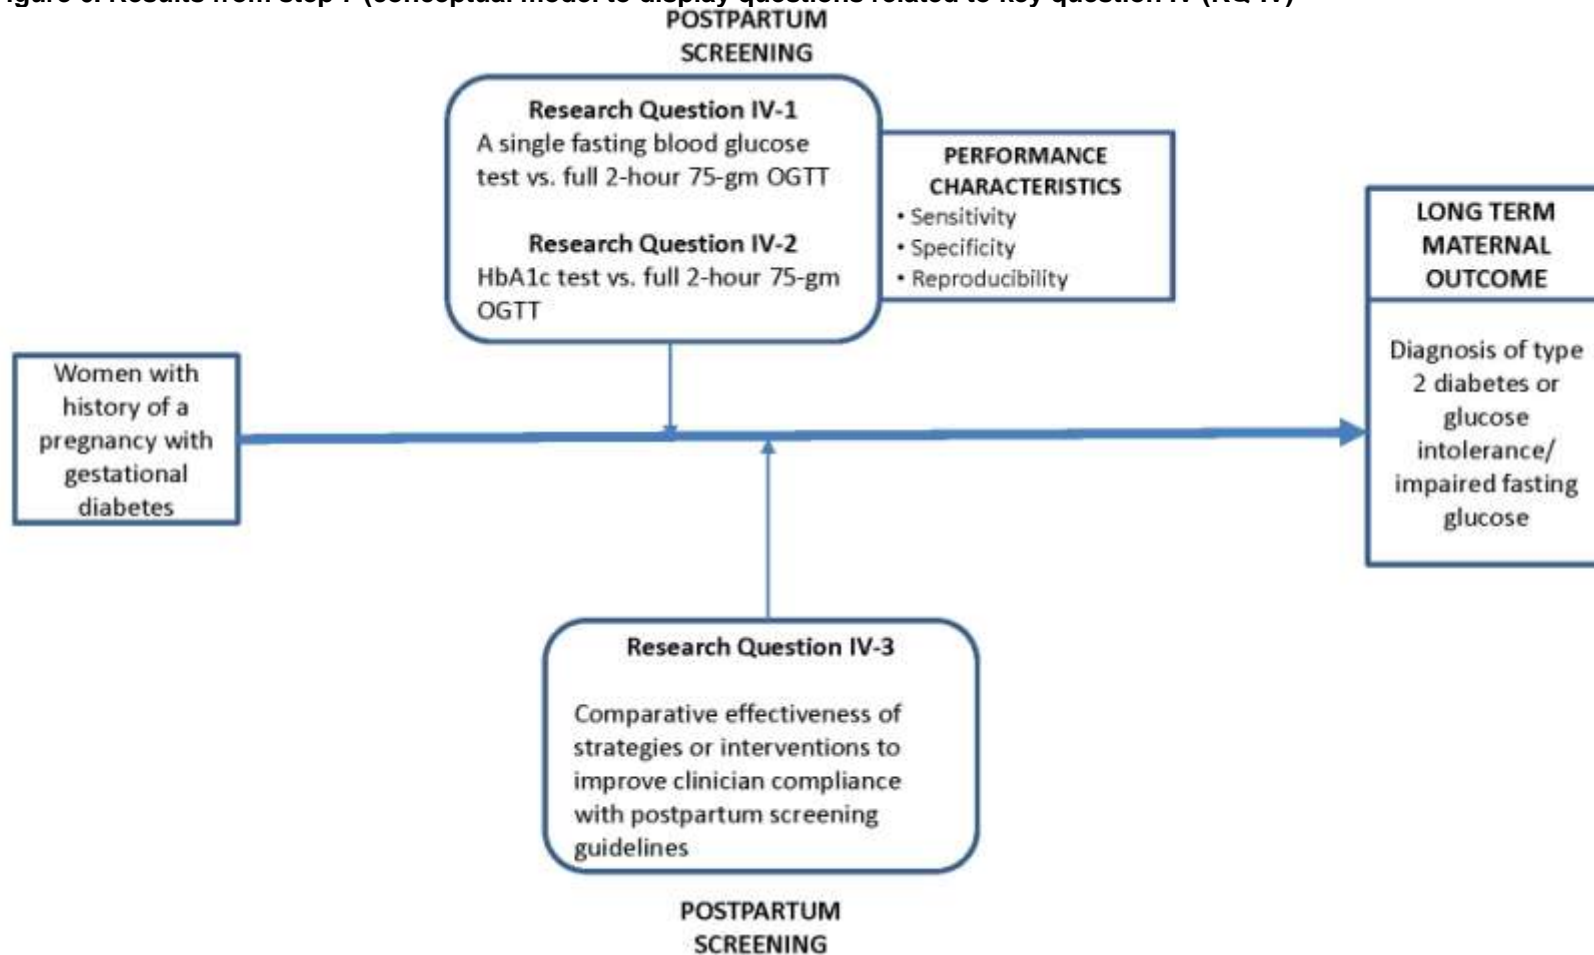 POSTPARTUM
SCREENING
Research Question IV-1
A single fasting blood glucose
test vs. full 2-hour 75-gm OGTT
Research Question IV-2
HbA1c test vs. full 2-hour 75-gm
OGTT
PERFORMANCE
CHARACTERISTICS
• Sensitivity
• Specificity
• Reproducibility
LONG TERM
MATERNAL
OUTCOME
Diagnosis of type
2 diabetes or
glucose
intolerance/
impaired fasting
glucose
Women with
history of a
pregnancy with
gestational
diabetes
Research Question IV-3
Comparative effectiveness of
strategies or interventions to
improve clinician compliance
with postpartum screening
guidelines
POSTPARTUM
SCREENING